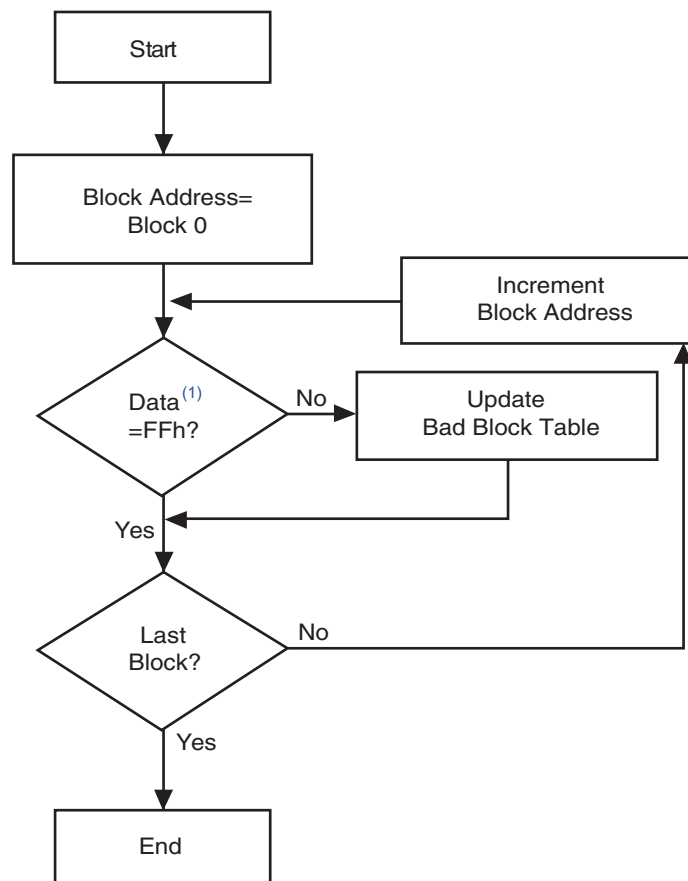 Start
Block Address=
Block 0
Increment
Block Address
Data(1)
=FFh?
No
Update
Bad Block Table
Yes
Last
Block?
No
Yes
End